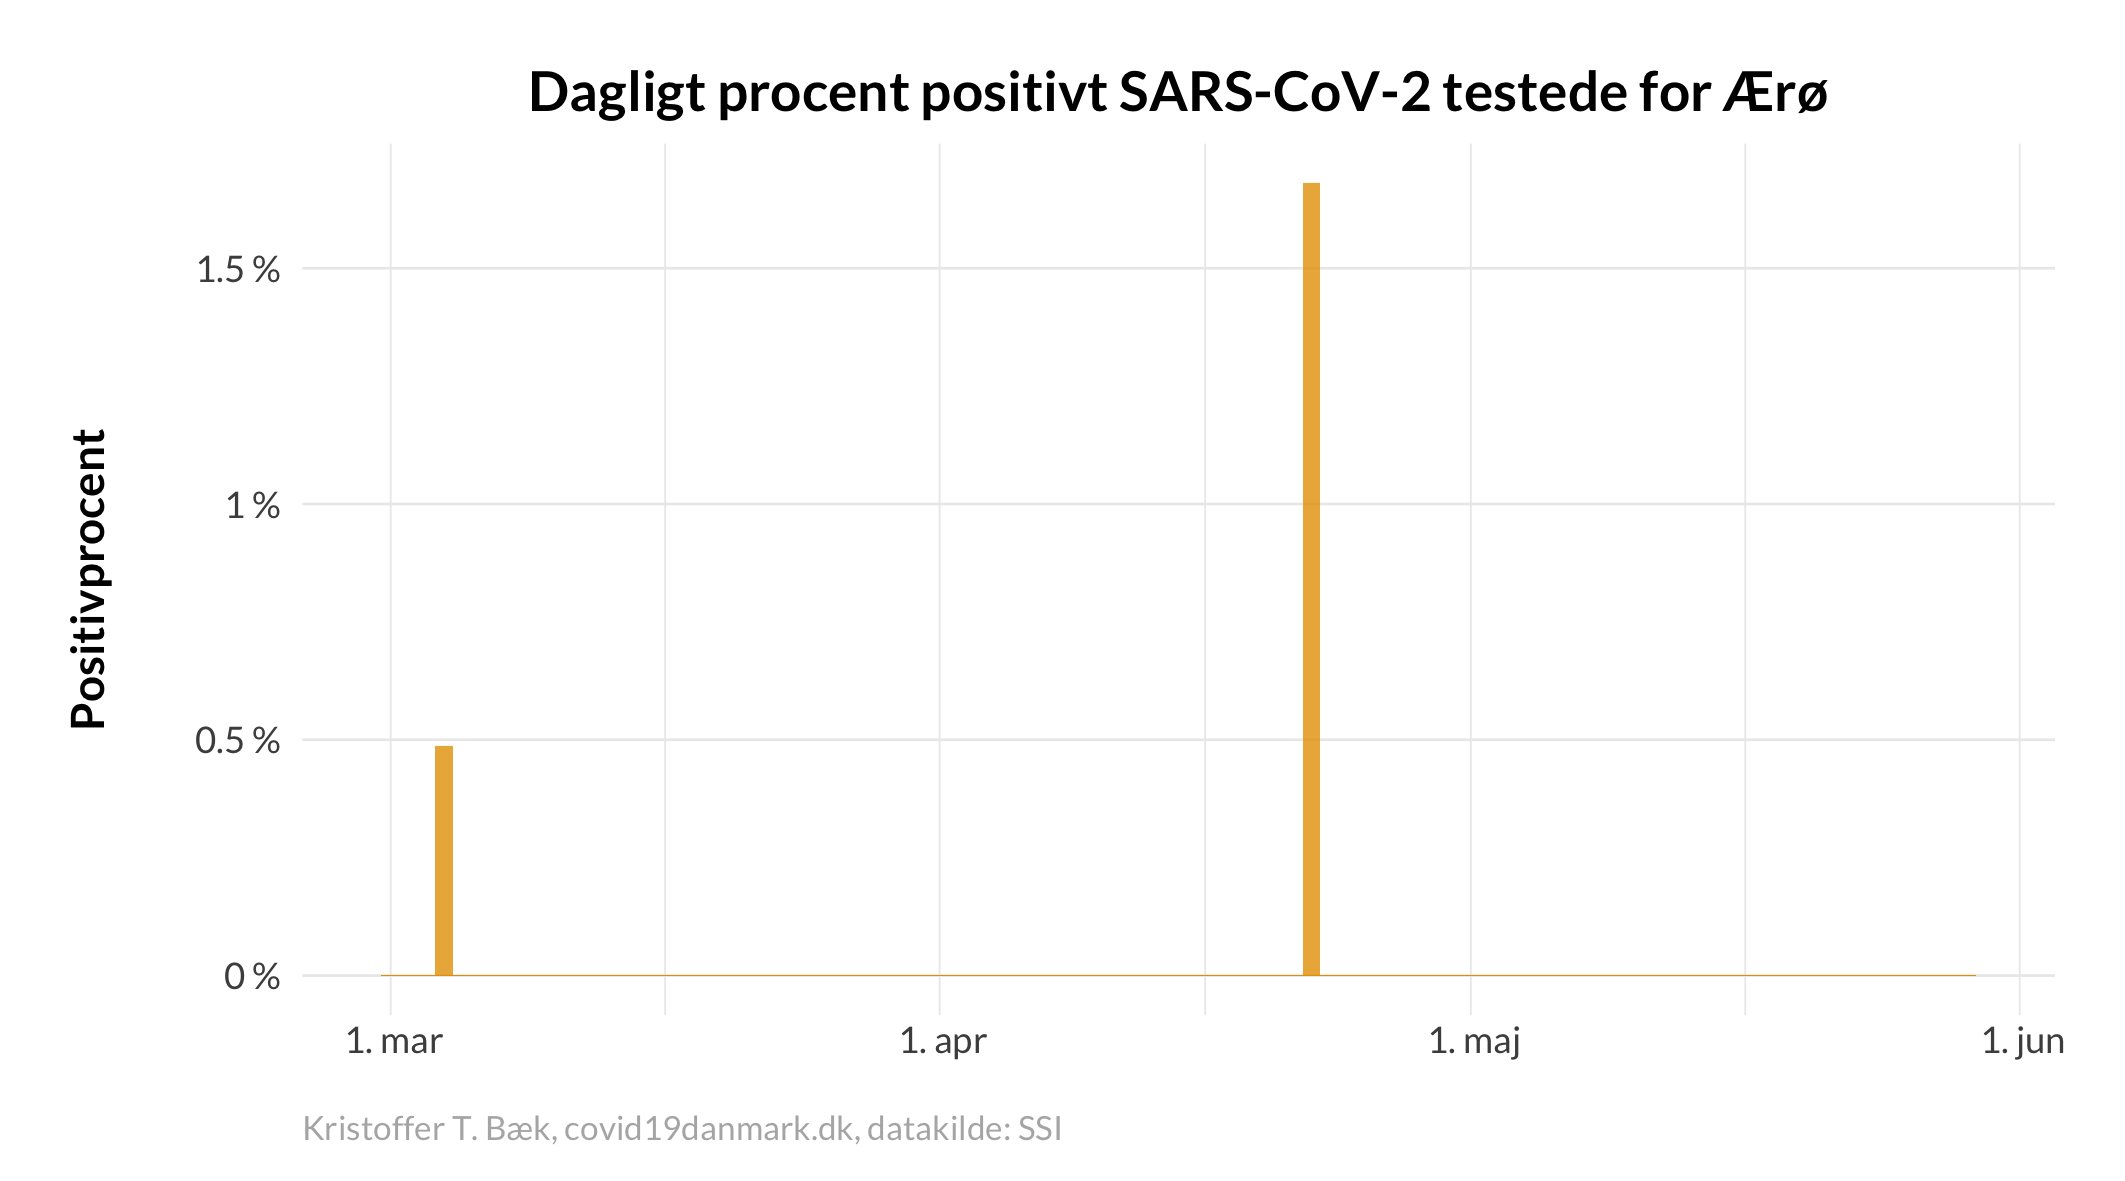 Dagligt procent positivt SARS-CoV-2 testede for Ærø
Positivprocent
1.5 %
1 %
0.5 %
0 %
1. mar
1. apr
1. maj
1. jun
Kristoffer T. Bæk, covid19danmark.dk, datakilde: SSI